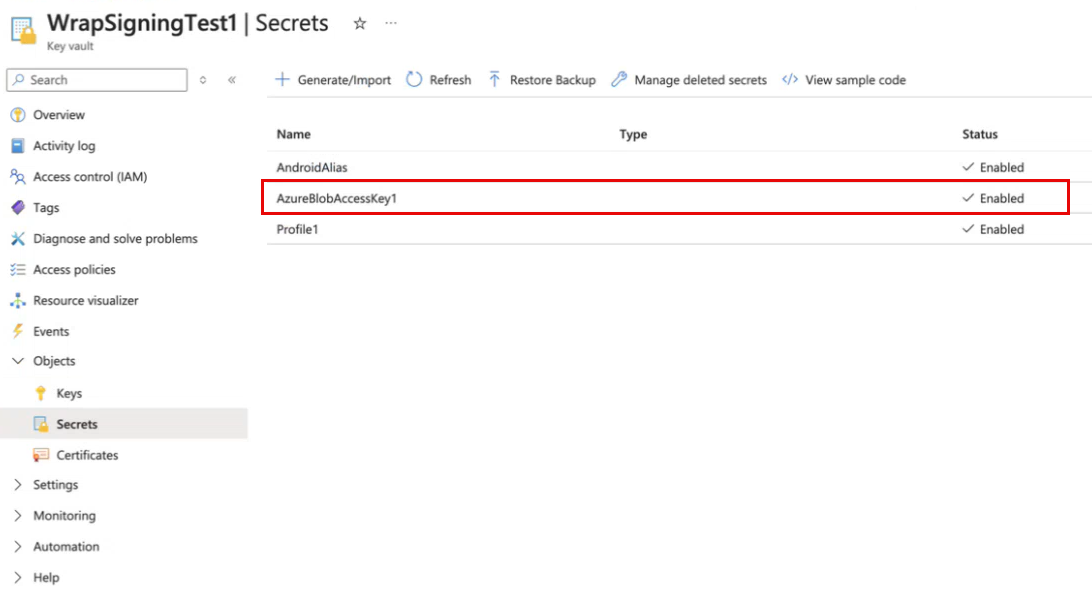 WrapSigningTest1 | Secrets ☆ ···
Key vault
Search
Generate/Import Refresh Restore Backup Manage deleted secrets View sample code
Overview
Activity log
Access control (IAM)
Tags
Diagnose and solve problems
Access policies
Resource visualizer
Events
Objects
Keys
Secrets
Certificates
Settings
Monitoring
Automation
Help
Name Type Status
AndroidAlias Enabled
AzureBlobAccessKey1 Enabled
Profile1 Enabled